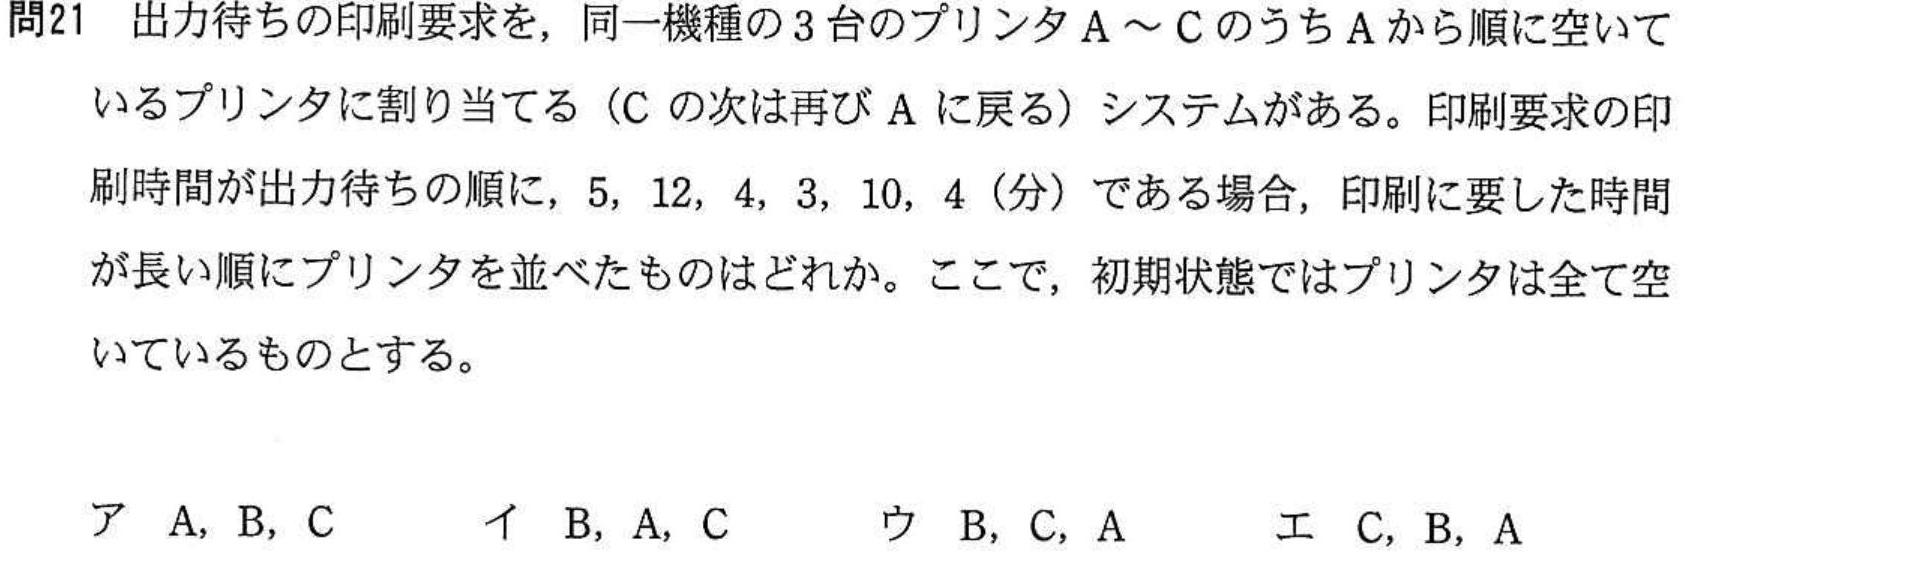 問21 出力待ちの印刷要求を，同一機種の3台のプリンタA～CのうちAから順に空いて
いるプリンタに割り当てる（Cの次は再びAに戻る）システムがある。印刷要求の印
刷時間が出力待ちの順に，5，12，4，3，10，4（分）である場合，印刷に要した時間
が長い順にプリンタを並べたものはどれか。ここで，初期状態ではプリンタは全て空
いているものとする。
ア A，B，C イ B，A，C ウ B，C，A エ C，B，A